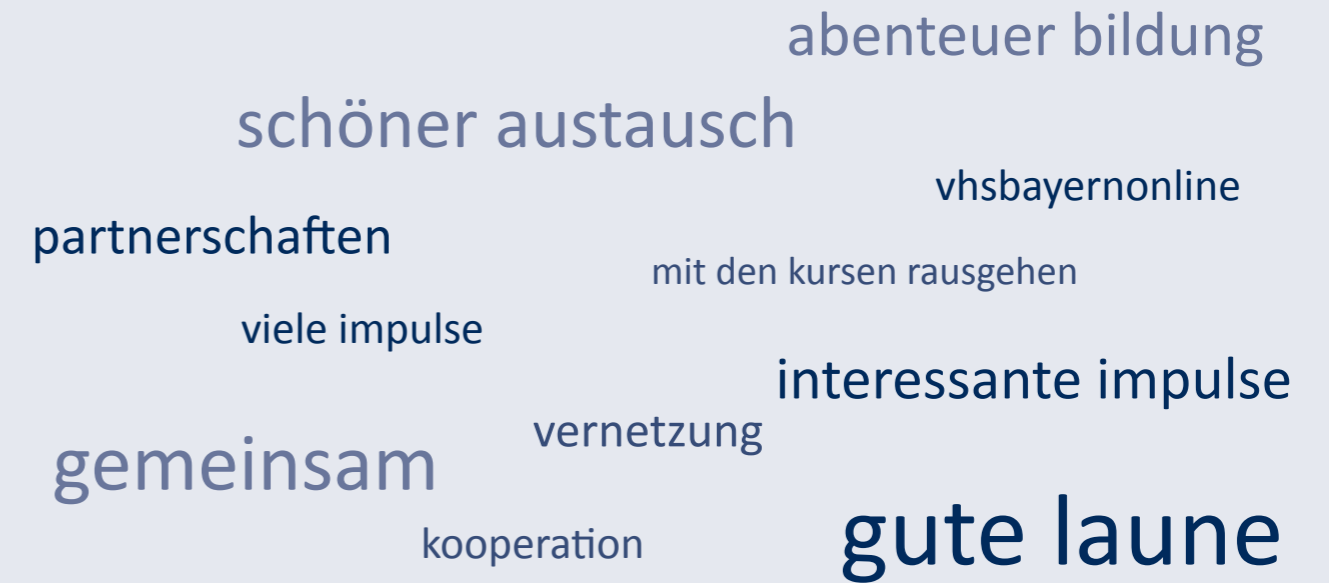 abenteuer bildung
schöner austausch
vhsbayernonline
partnerschaften
mit den kursen rausgehen
viele impulse
interessante impulse
vernetzung
gemeinsam
gute laune
kooperation